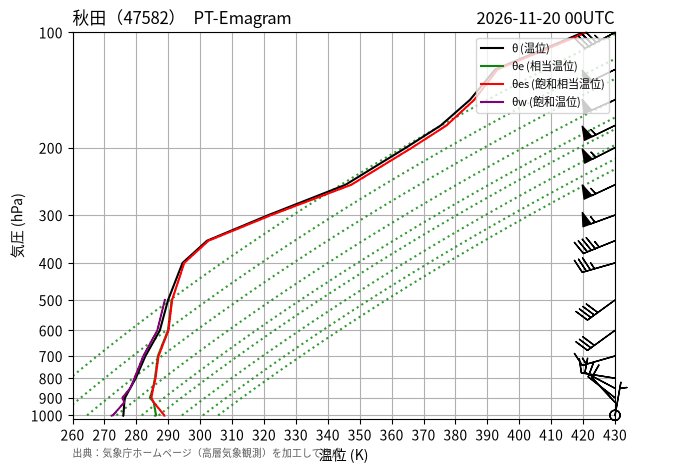 秋田（47582） PT-Emagram
2026-11-20 00UTC
100
200
300
400
500
600
700
800
900
1000
気圧 (hPa)
θ (温位)
θe (相当温位)
θes (飽和相当温位)
θw (飽和温位)
260 270 280 290 300 310 320 330 340 350 360 370 380 390 400 410 420 430
温位 (K)
出典：気象庁ホームページ（高層気象観測）を加工して